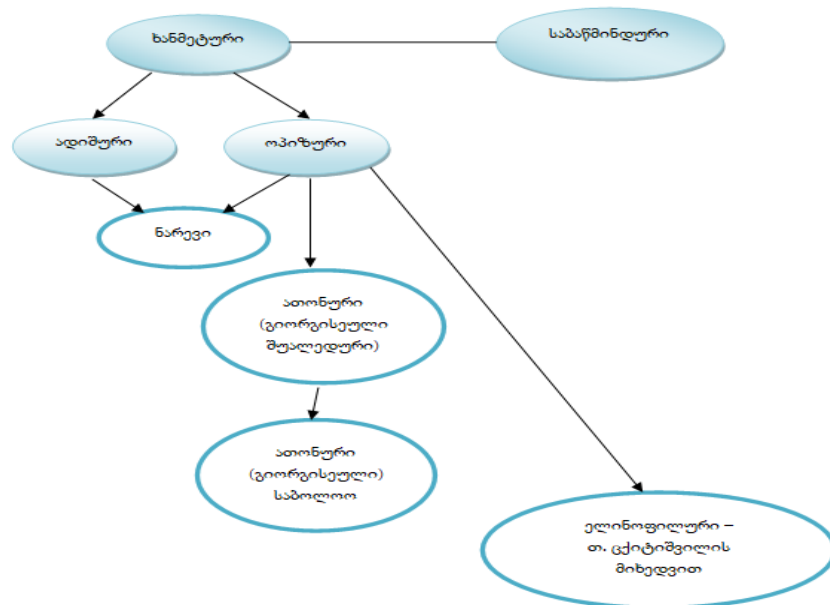 ხანმეტური
საბაწმინდური
ადიშური
ოპიზური
ნარევი
ათონური
(გიორგისეული
შუალედური)
ათონური
(გიორგისეული)
საბოლოო
ელინოფილური –
თ. ცქიტიშვილის
მიხედვით